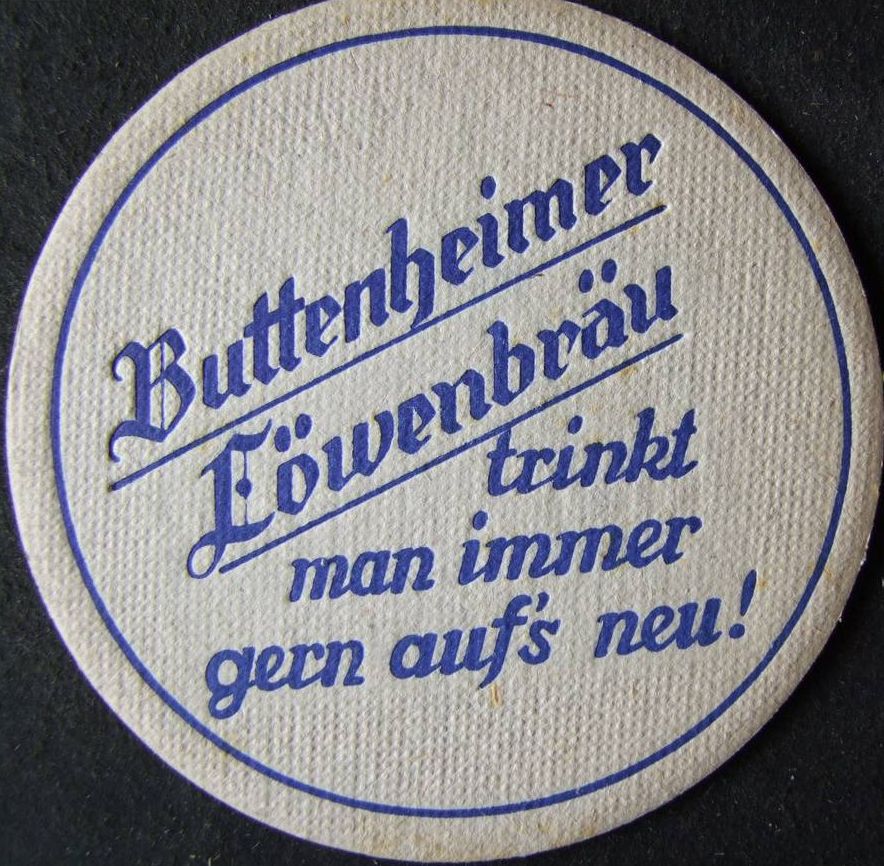 Buttenheimer
Löwenbräu
trinkt
man immer
gern auf's neu!